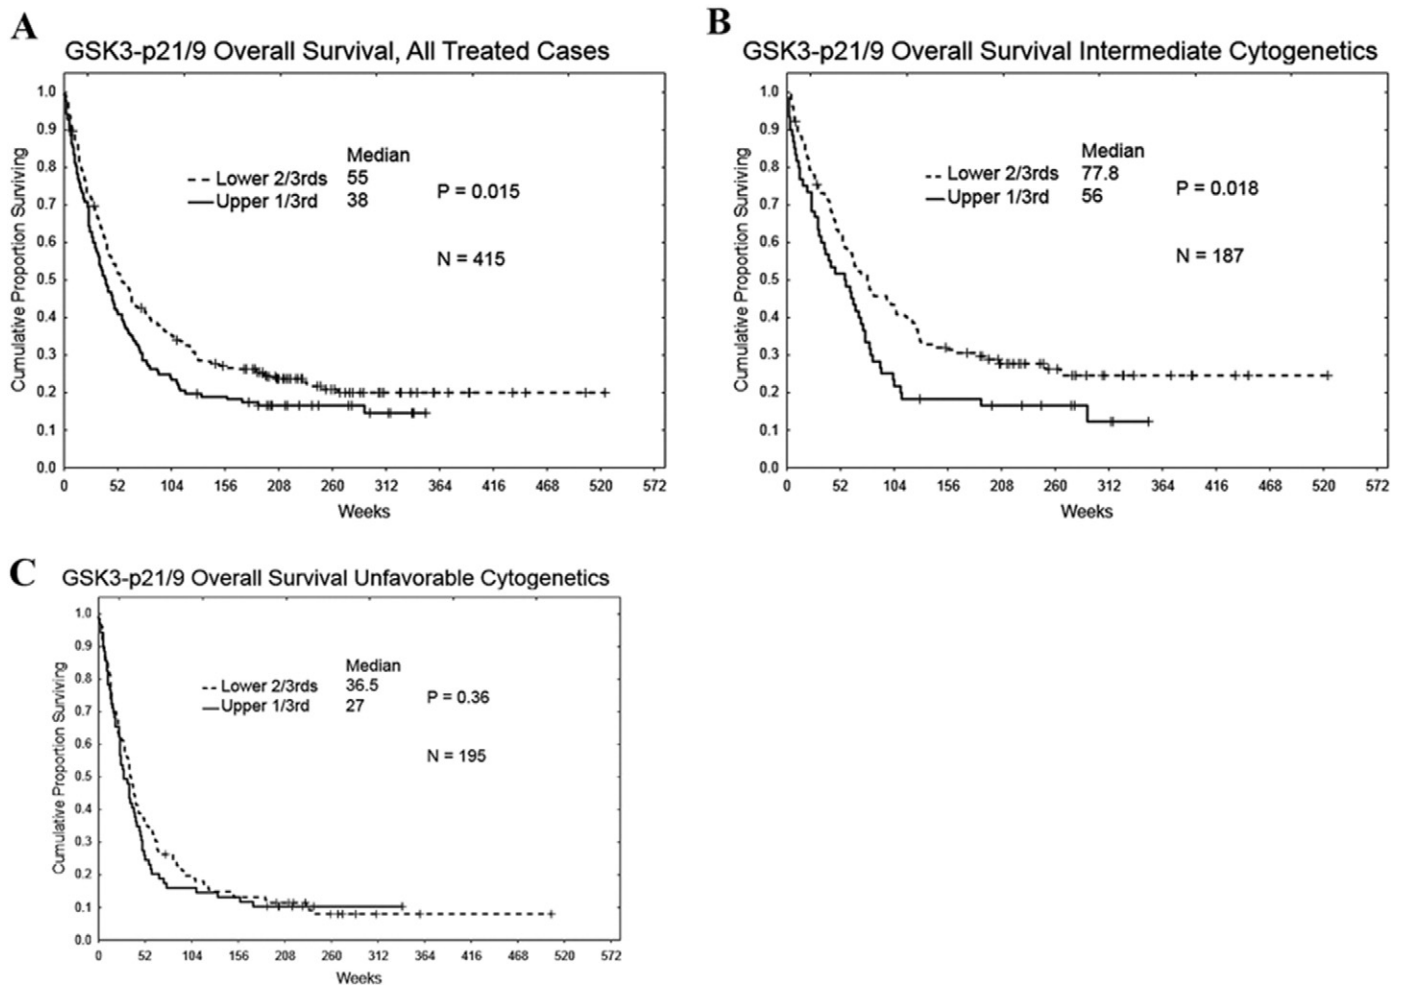 A
GSK3-p21/9 Overall Survival, All Treated Cases
Cumulative Proportion Surviving
1.0
0.9
0.8
0.7
0.6
0.5
0.4
0.3
0.2
0.1
0.0
Median
Lower 2/3rds 55
Upper 1/3rd 38
P = 0.015
N = 415
0 52 104 156 208 260 312 364 416 468 520 572
Weeks
B
GSK3-p21/9 Overall Survival Intermediate Cytogenetics
Cumulative Proportion Surviving
1.0
0.9
0.8
0.7
0.6
0.5
0.4
0.3
0.2
0.1
0.0
Median
Lower 2/3rds 77.8
Upper 1/3rd 56
P = 0.018
N = 187
0 52 104 156 208 260 312 364 416 468 520 572
Weeks
C
GSK3-p21/9 Overall Survival Unfavorable Cytogenetics
Cumulative Proportion Surviving
1.0
0.9
0.8
0.7
0.6
0.5
0.4
0.3
0.2
0.1
0.0
Median
Lower 2/3rds 36.5
Upper 1/3rd 27
P = 0.36
N = 195
0 52 104 156 208 260 312 364 416 468 520 572
Weeks